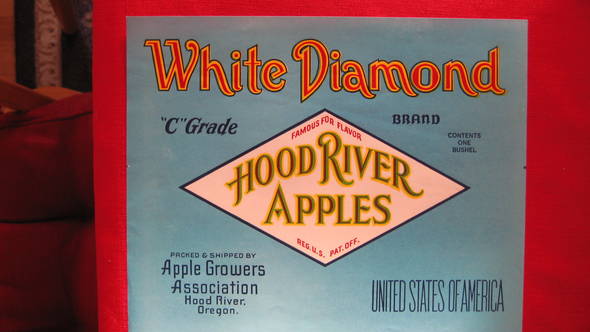 White Diamond
"C" Grade
BRAND
CONTENTS
ONE
BUSHEL
FAMOUS FOR FLAVOR
HOOD RIVER
APPLES
REG. U.S. PAT. OFF.
PACKED & SHIPPED BY
Apple Growers
Association
Hood River,
Oregon.
UNITED STATES OF AMERICA